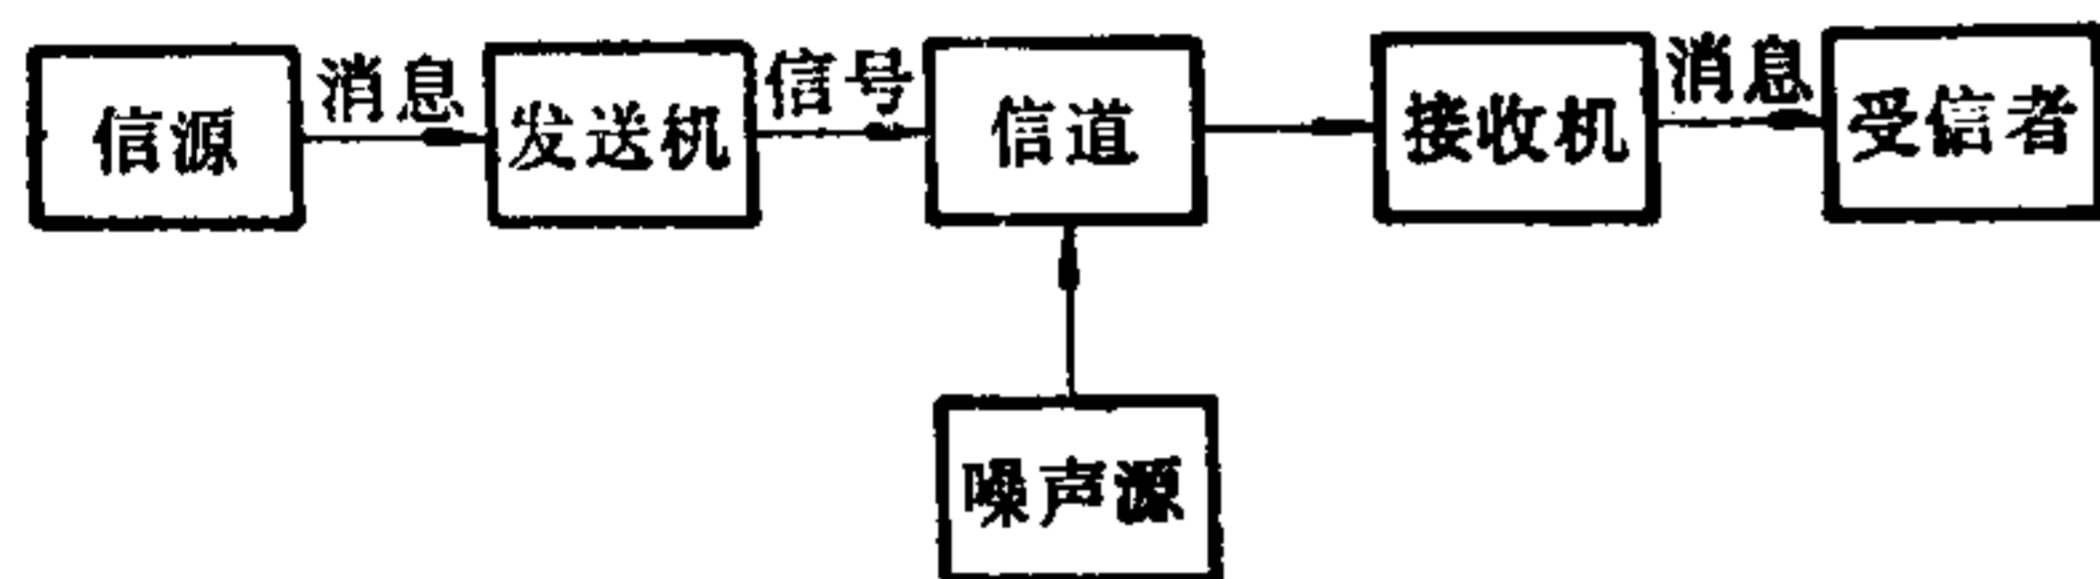 信源 消息 发送机 信号 信道 接收机 消息 受信者
噪声源